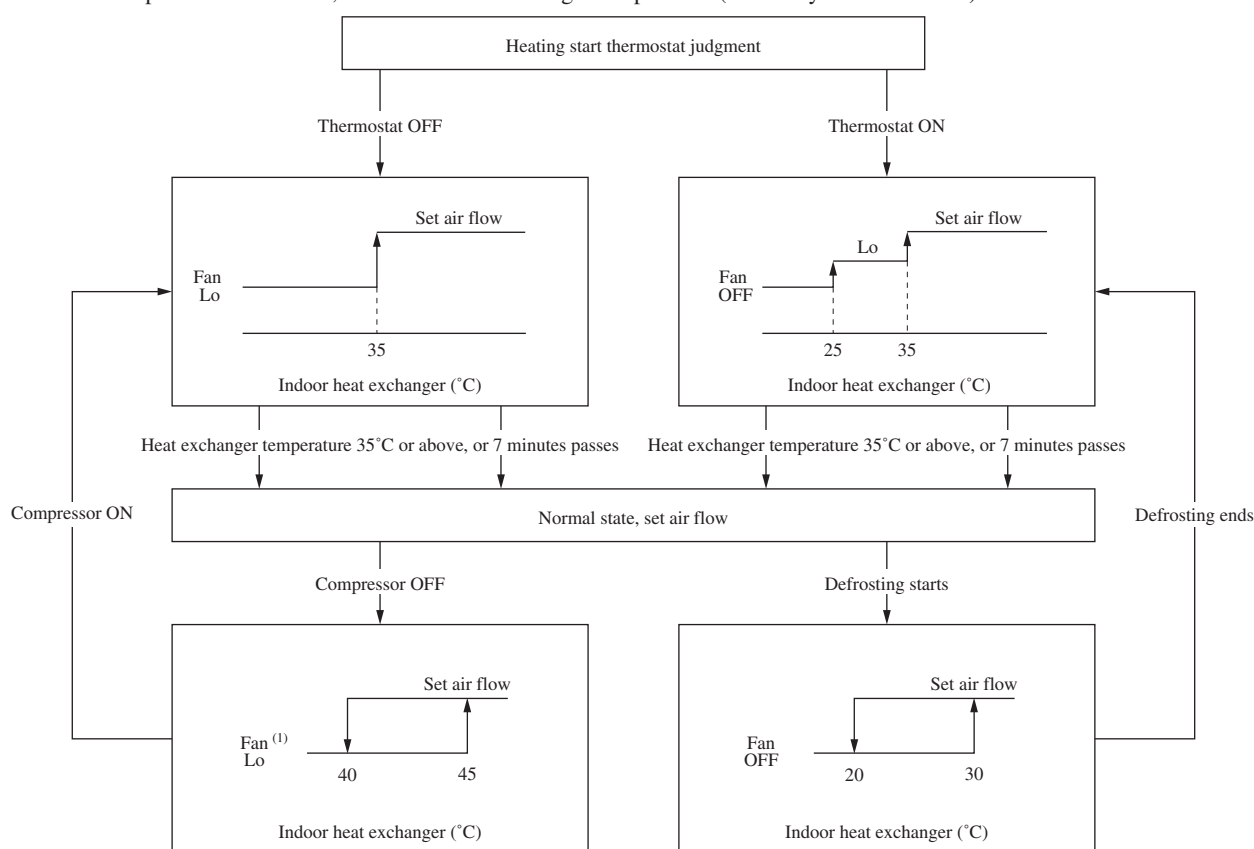 Heating start thermostat judgment
Thermostat OFF
Thermostat ON
Set air flow
Fan
Lo
35
Indoor heat exchanger (˚C)
Set air flow
Lo
Fan
OFF
25 35
Indoor heat exchanger (˚C)
Heat exchanger temperature 35˚C or above, or 7 minutes passes
Heat exchanger temperature 35˚C or above, or 7 minutes passes
Compressor ON
Normal state, set air flow
Defrosting ends
Compressor OFF
Defrosting starts
Set air flow
Fan (1)
Lo
40 45
Indoor heat exchanger (˚C)
Set air flow
Fan
OFF
20 30
Indoor heat exchanger (˚C)